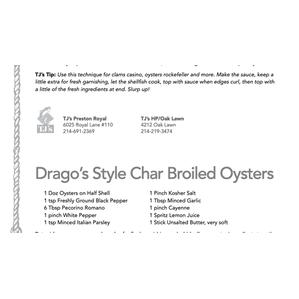 TJ's Tip: Use this technique for clams casino, oysters rockefeller and more. Make the sauce, keep a
little extra for fresh garnishing, let the shellfish cook, top with sauce when edges curl, then top with
a little of the fresh ingredients at end. Slurp up!
TJ's
TJ's Preston Royal
6025 Royal Lane #110
214-691-2369
TJ's HP/Oak Lawn
4212 Oak Lawn
214-219-3474
Drago's Style Char Broiled Oysters
1 Doz Oysters on Half Shell
1 tsp Freshly Ground Black Pepper
6 Tbsp Pecorino Romano
1 pinch White Pepper
1 tsp Minced Italian Parsley
1 Pinch Kosher Salt
1 Tbsp Minced Garlic
1 pinch Cayenne
1 Spritz Lemon Juice
1 Stick Unsalted Butter, very soft